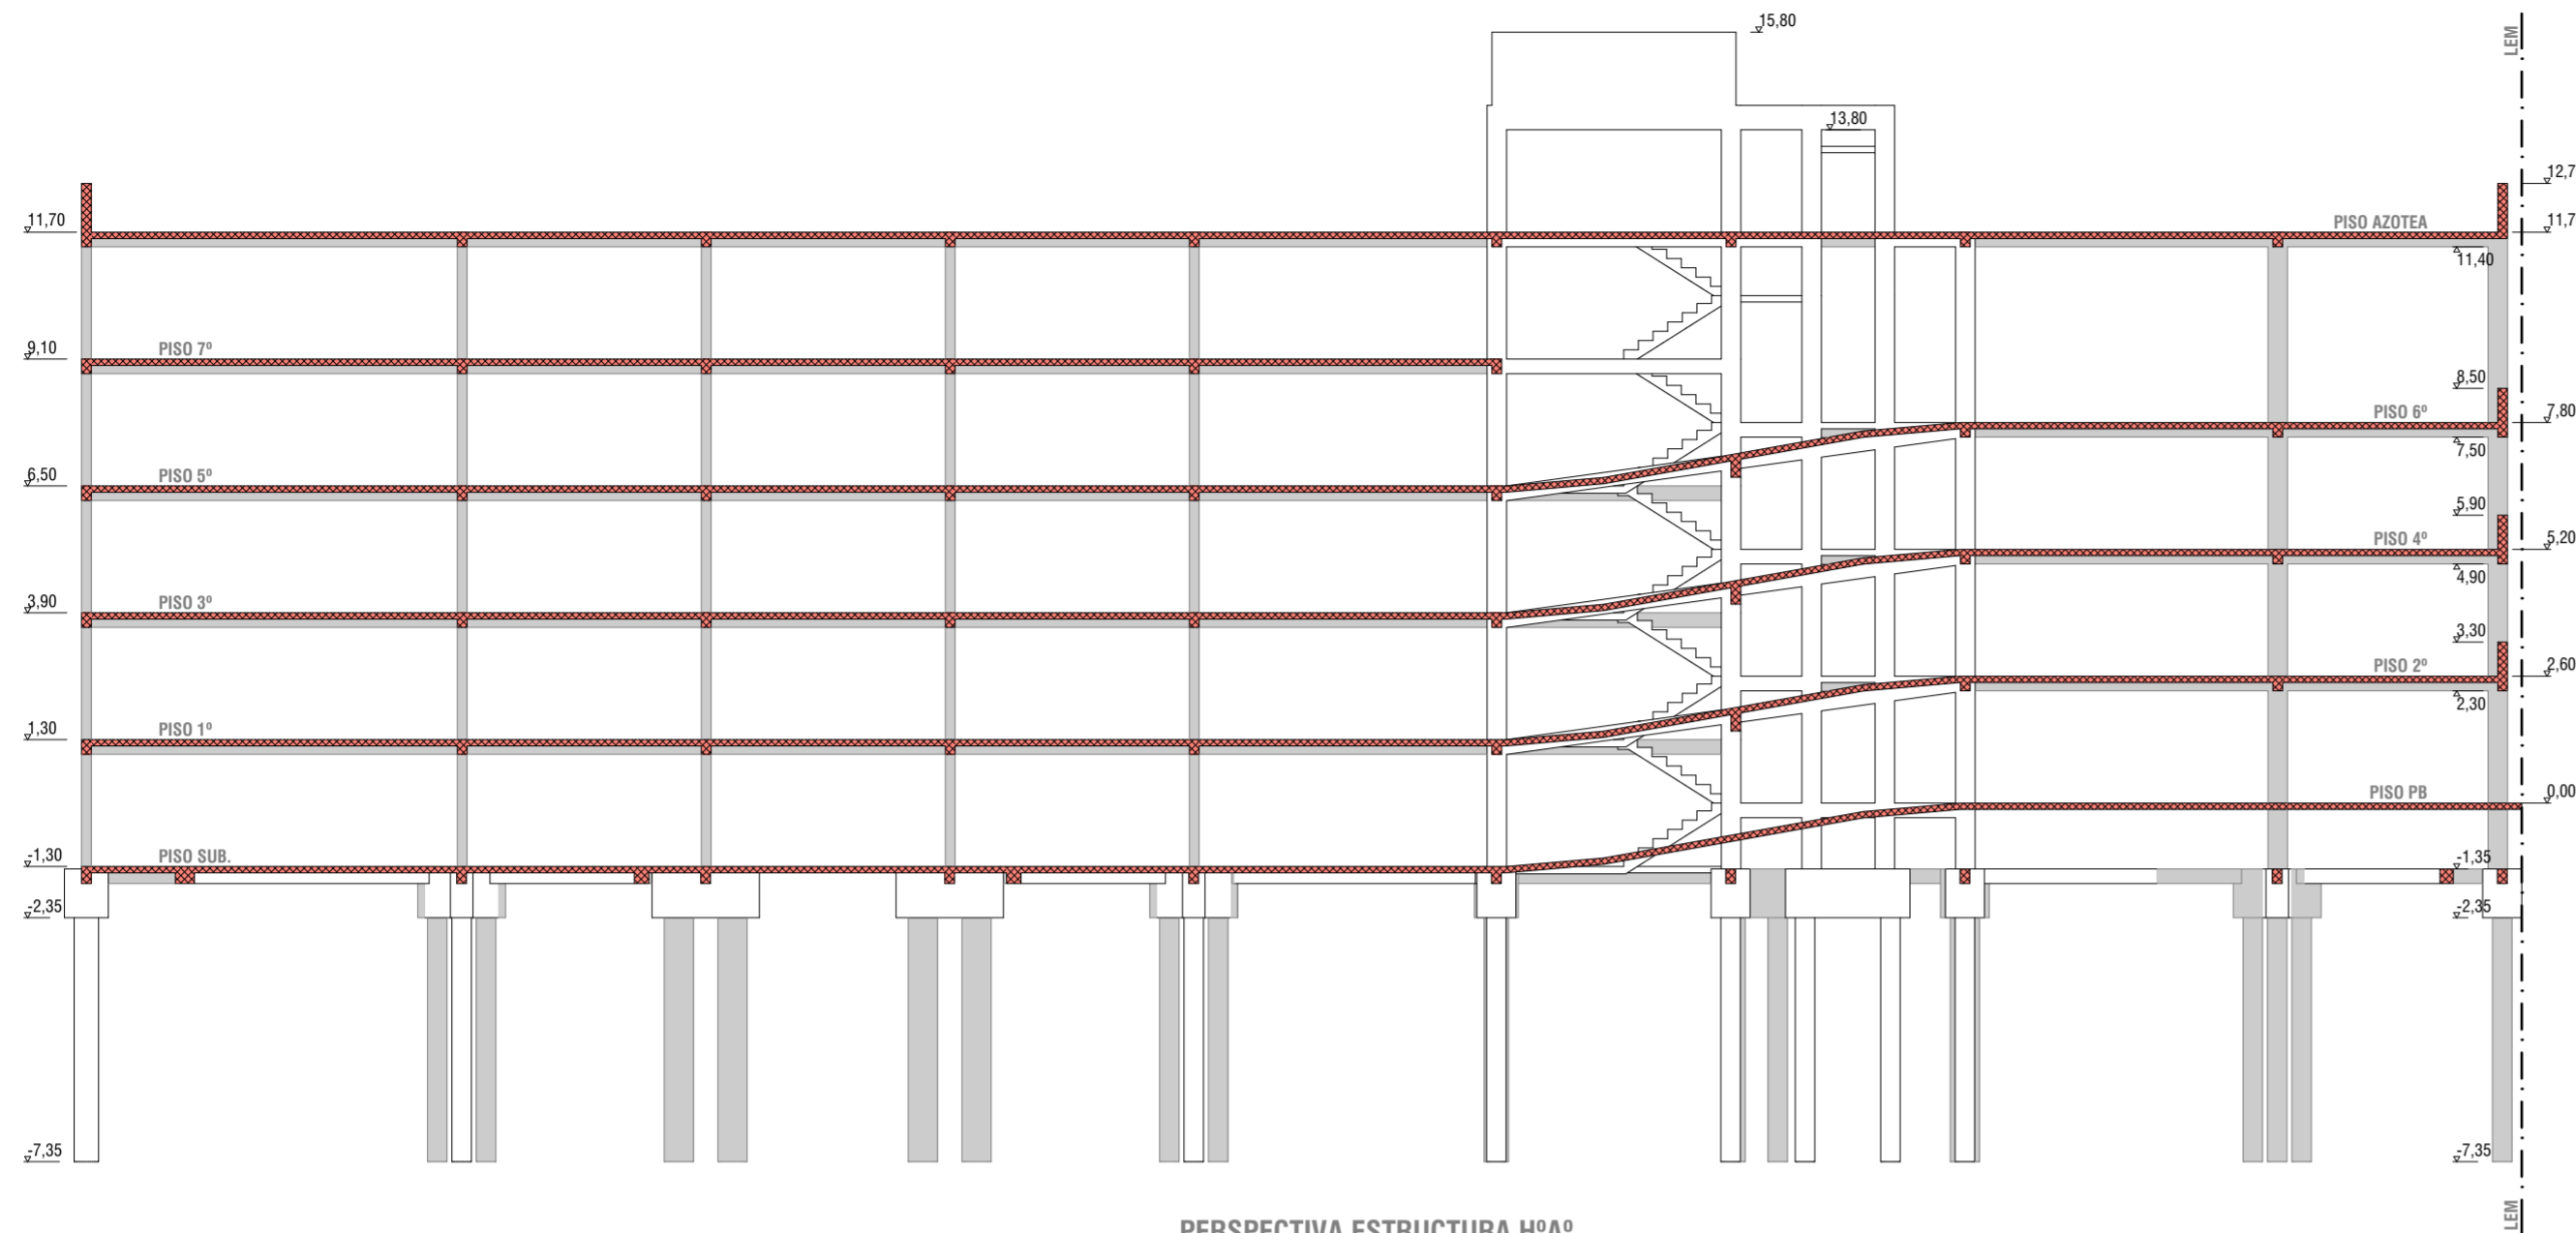 15,80
LEM
13,80
12,7
11,70
PISO AZOTEA
11,7
11,40
9,10
PISO 7º
8,50
PISO 6º
7,80
7,50
6,50
PISO 5º
5,90
PISO 4º
5,20
4,90
3,90
PISO 3º
3,30
PISO 2º
2,60
2,30
1,30
PISO 1º
PISO PB
0,00
-1,30
PISO SUB.
-1,35
-2,35
-2,35
-7,35
-7,35
LEM
PERSPECTIVA ESTRUCTURA HºAº